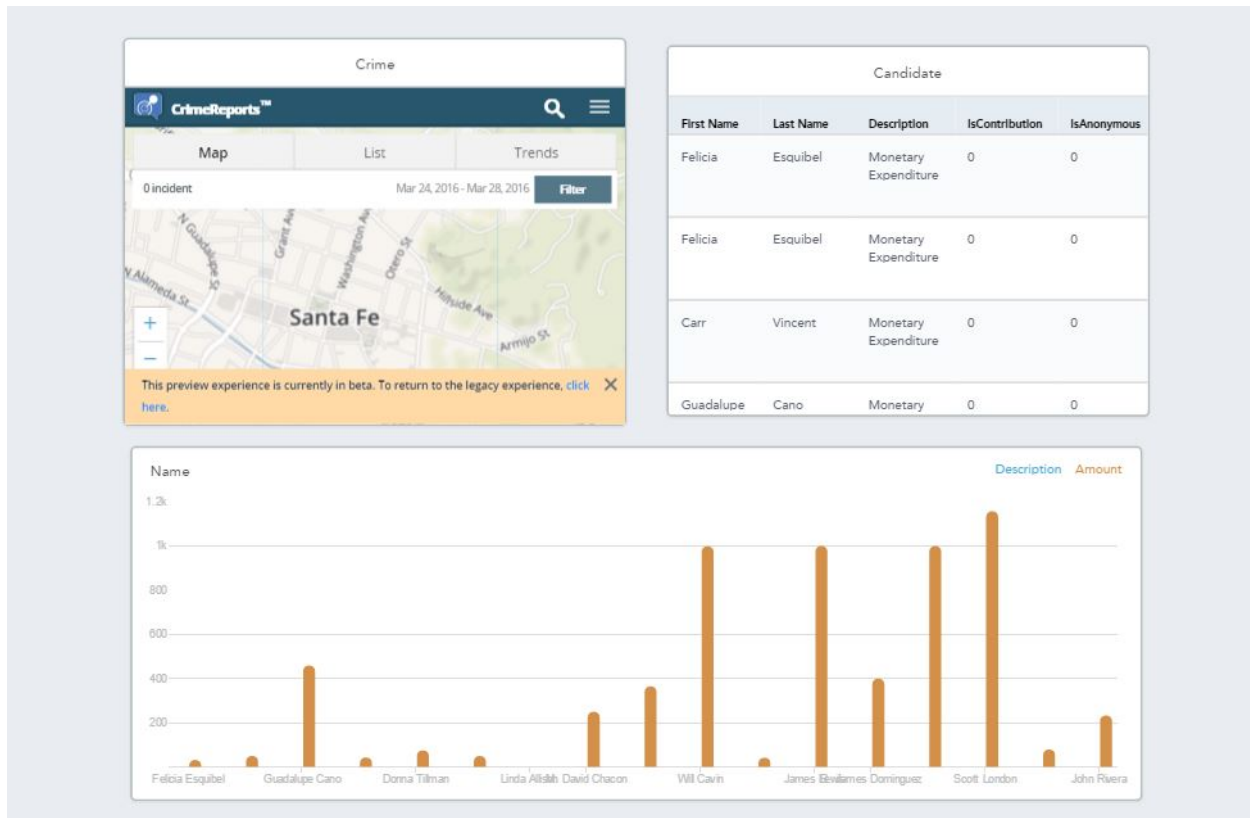 Crime
CrimeReports™
Map List Trends
0 incident Mar 24, 2016 - Mar 28, 2016 Filter
N Guadalupe St
Grant Av
Washington Av
Otero St
Hillside Ave
N Alameda St
Santa Fe
Armijo St
+
−
This preview experience is currently in beta. To return to the legacy experience, click
here.
Candidate
First Name Last Name Description IsContribution IsAnonymous
Felicia Esquibel Monetary 0 0
Expenditure
Felicia Esquibel Monetary 0 0
Expenditure
Carr Vincent Monetary 0 0
Expenditure
Guadalupe Cano Monetary 0 0
Name Description Amount
1.2k
1k
800
600
400
200
Felicia Esquibel Guadalupe Cano Donna Tillman Linda David Chacon Will Cavin James James Dominguez Scott London John Rivera